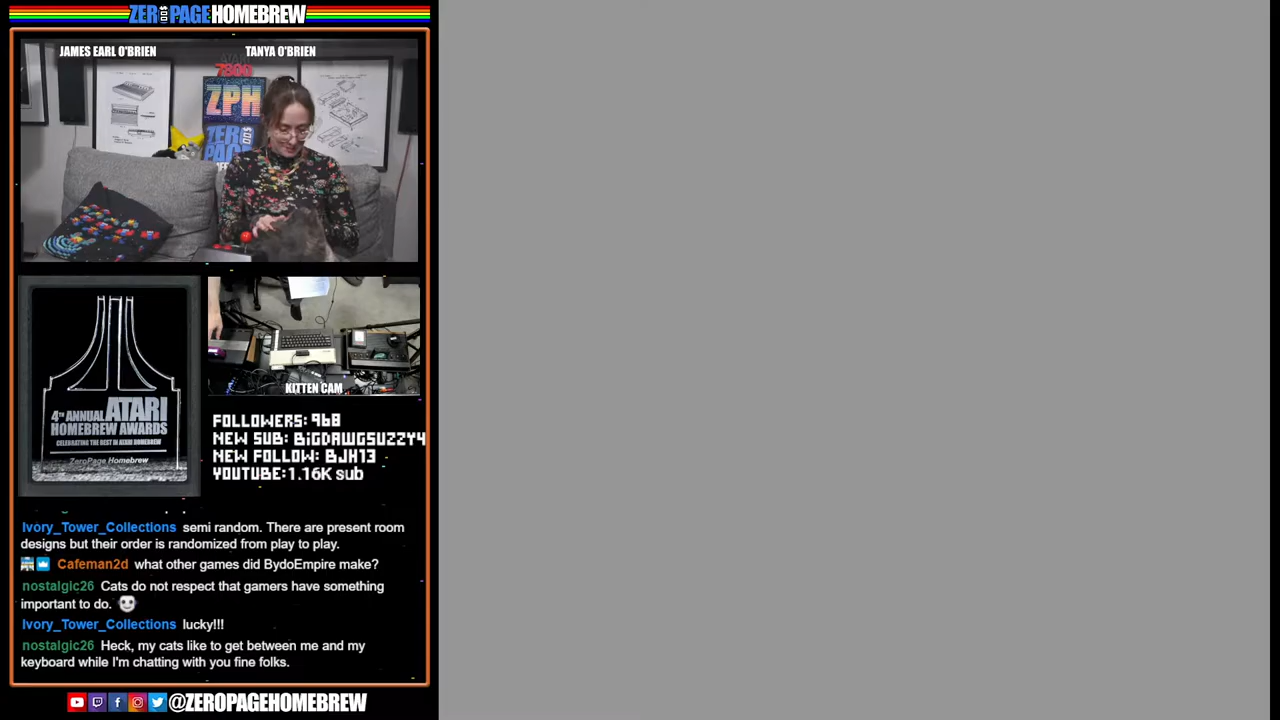 ZEROPAGE HOMEBREW
JAMES EARL O'BRIEN
TANYA O'BRIEN
ATARI
7800
ZPH
ZERO
PAGE
4TH ANNUAL ATARI
HOMEBREW AWARDS
CELEBRATING THE BEST IN ATARI HOMEBREW
ZeroPage Homebrew
KITTEN CAM
FOLLOWERS: 968
NEW SUB: BIGDAWGSUZZY4
NEW FOLLOW: BJH13
YOUTUBE:1.16K sub
Ivory_Tower_Collections semi random. There are present room
designs but their order is randomized from play to play.
Cafeman2d what other games did BydoEmpire make?
nostalgic26 Cats do not respect that gamers have something
important to do.
Ivory_Tower_Collections lucky!!!
nostalgic26 Heck, my cats like to get between me and my
keyboard while I'm chatting with you fine folks.
@ZEROPAGEHOMEBREW